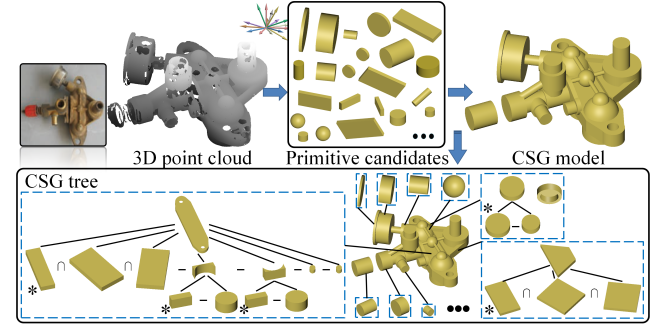 3D point cloud
Primitive candidates
CSG model
CSG tree
* ∩ ∩ − − − −
* − * −
* −
* ∩ ∩